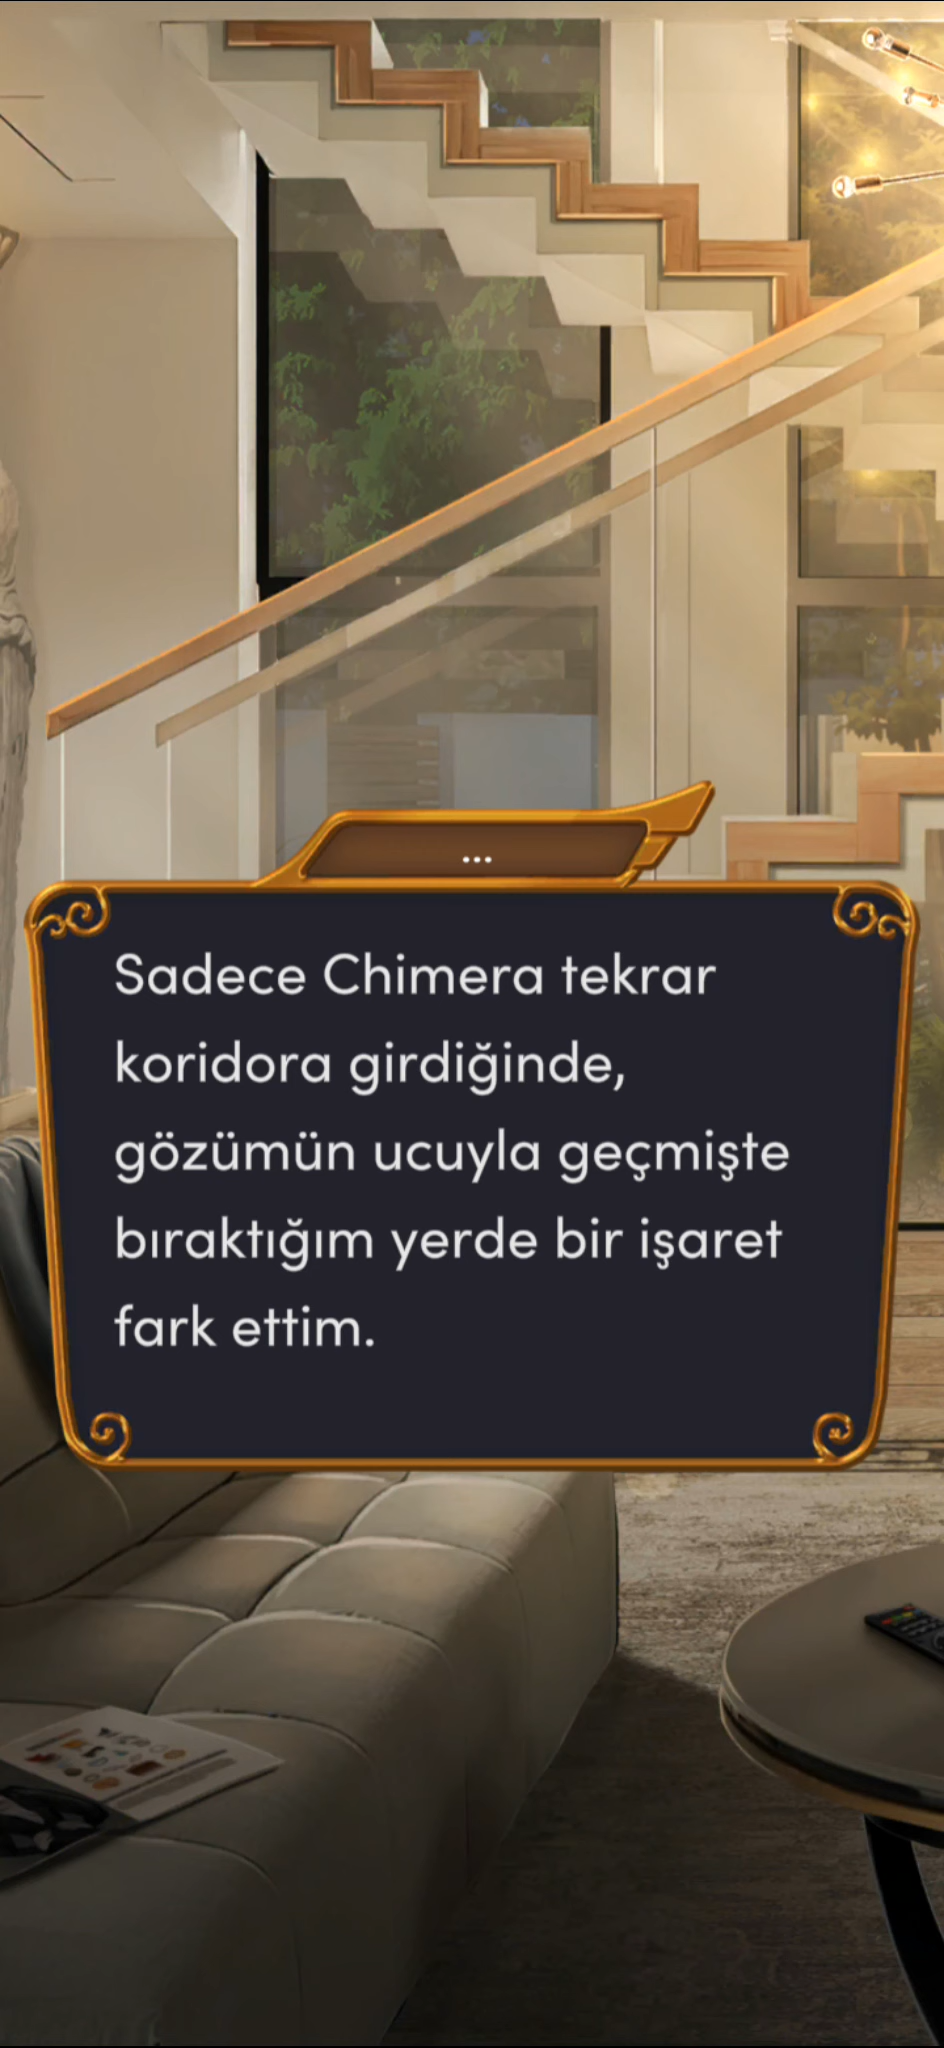 ...
Sadece Chimera tekrar
koridora girdiğinde,
gözümün ucuyla geçmişte
bıraktığım yerde bir işaret
fark ettim.